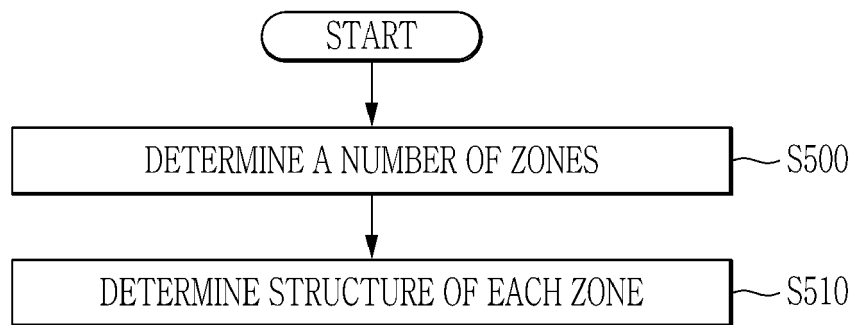 START
DETERMINE A NUMBER OF ZONES
S500
DETERMINE STRUCTURE OF EACH ZONE
S510